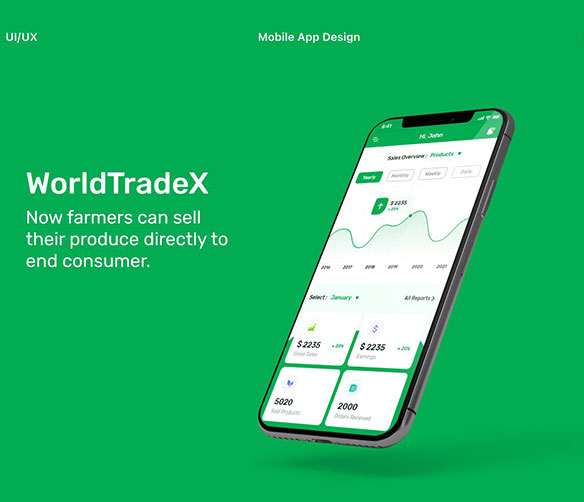 UI/UX
Mobile App Design
WorldTradeX
Now farmers can sell
their produce directly to
end consumer.
9:41
Hi, John
Sales Overview : Products
Yearly Monthly Weekly Daily
$ 2235
+ 20%
2016 2017 2018 2019 2020 2021
Select : January All Reports
$ 2235 + 20%
Gross Sales
$ 2235 + 20%
Earnings
5020
Sold Products
2000
Orders Received